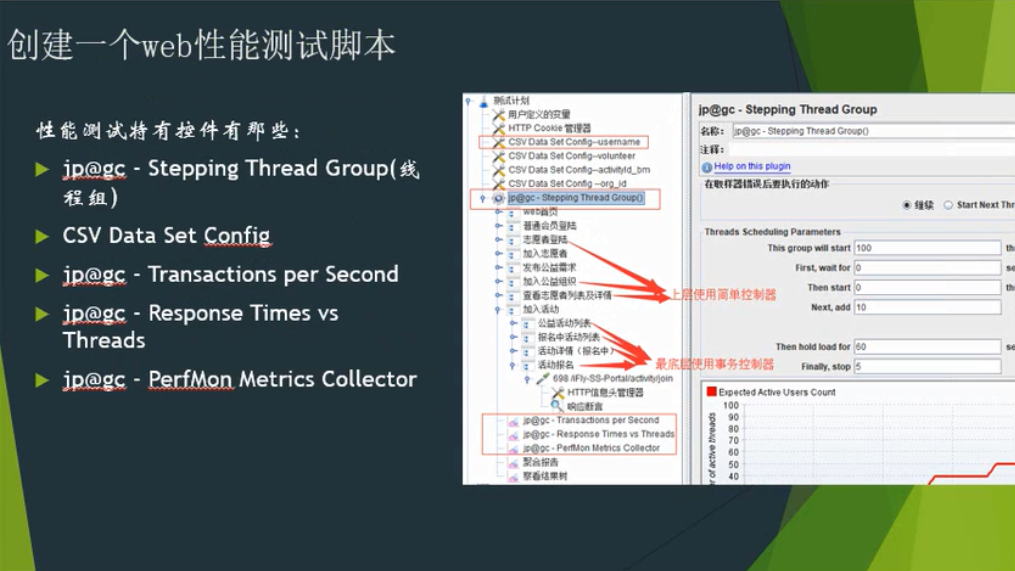 创建一个web性能测试脚本
性能测试特有控件有那些：
jp@gc - Stepping Thread Group(线
程组)
CSV Data Set Config
jp@gc - Transactions per Second
jp@gc - Response Times vs
Threads
jp@gc - PerfMon Metrics Collector
测试计划
用户定义的变量
HTTP Cookie 管理器
CSV Data Set Config--username
CSV Data Set Config--volunteer
CSV Data Set Config --activityId_bm
CSV Data Set Config --org_id
jp@gc - Stepping Thread Group()
web首页
普通会员登陆
志愿者登陆
加入志愿者
发布公益需求
加入公益组织
查看志愿者列表及详情
上层使用简单控制器
加入活动
公益活动列表
报名中活动列表
活动详情（报名中）
活动报名
最底层使用事务控制器
698 /iFly-SS-Portal/activity/join
HTTP信息头管理器
响应断言
jp@gc - Transactions per Second
jp@gc - Response Times vs Threads
jp@gc - PerfMon Metrics Collector
聚合报告
察看结果树
jp@gc - Stepping Thread Group
名称： jp@gc - Stepping Thread Group()
注释：
Help on this plugin
在取样器错误后要执行的动作
继续 Start Next Thr
Threads Scheduling Parameters
This group will start 100 the
First, wait for 0 se
Then start 0 the
Next, add 10
Then hold load for 60 se
Finally, stop 5 th
Expected Active Users Count
100
90
80
70
60
50
40
r of active threads